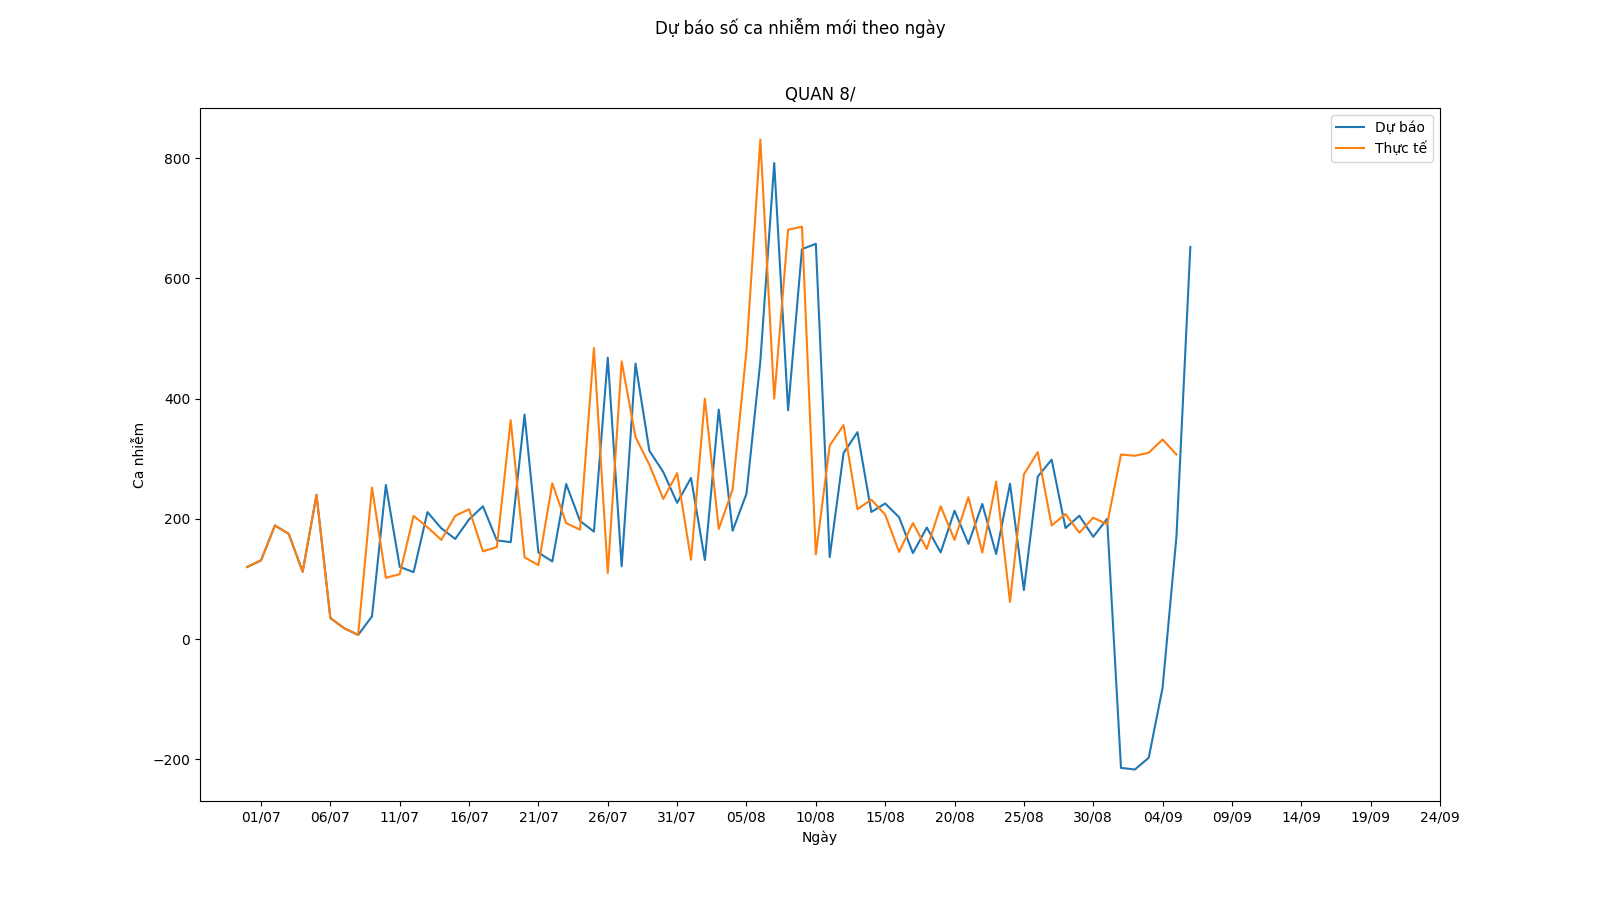 Dự báo số ca nhiễm mới theo ngày
QUAN 8/
Dự báo
Thực tế
800
600
400
200
0
−200
Ca nhiễm
01/07 06/07 11/07 16/07 21/07 26/07 31/07 05/08 10/08 15/08 20/08 25/08 30/08 04/09 09/09 14/09 19/09 24/09
Ngày